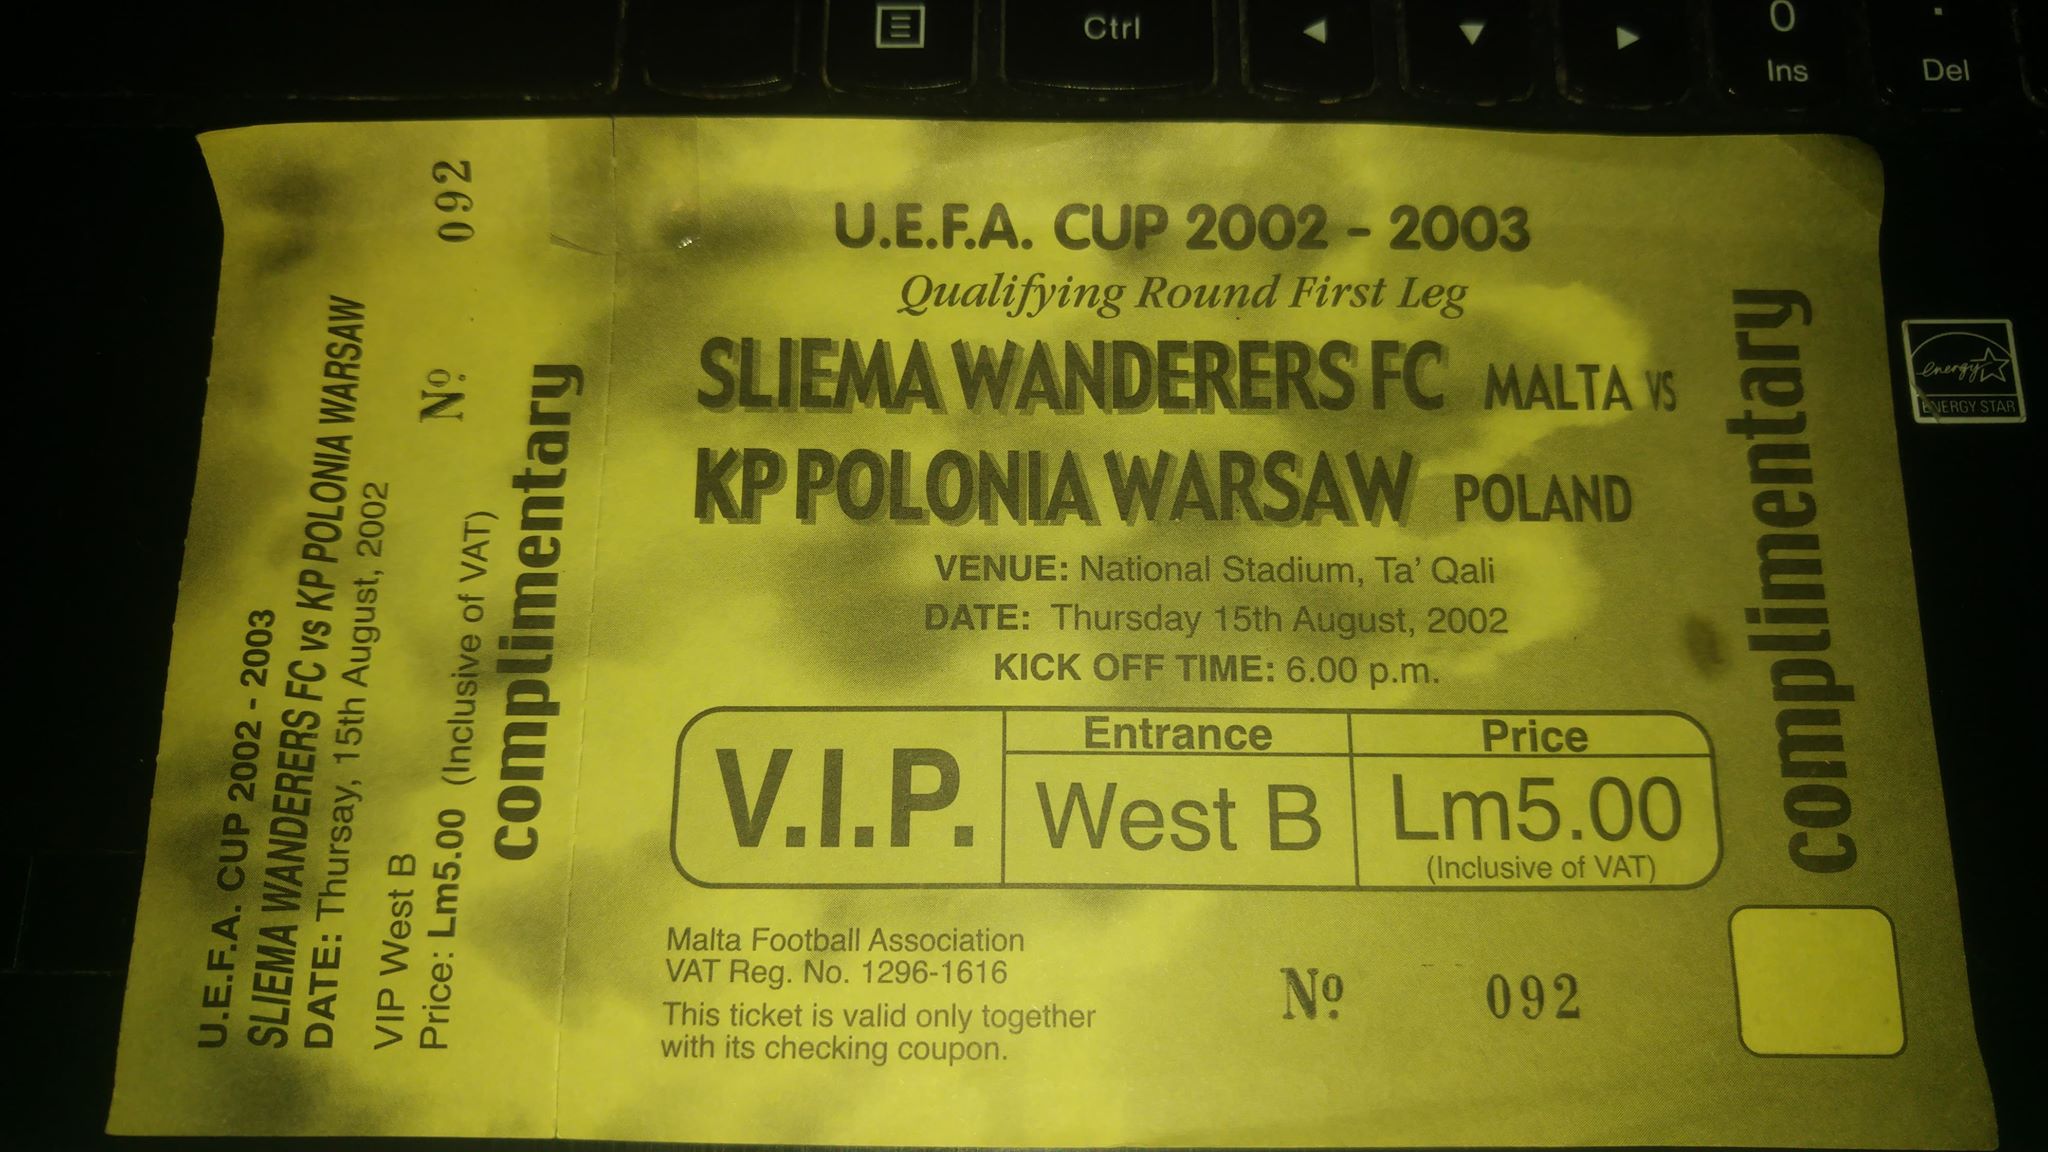 Ctrl
0
Ins
.
Del
U.E.F.A. CUP 2002 - 2003
SLIEMA WANDERERS FC vs KP POLONIA WARSAW
DATE: Thursay, 15th August, 2002
VIP West B
Price: Lm5.00 (Inclusive of VAT)
Nº 092
complimentary
U.E.F.A. CUP 2002 - 2003
Qualifying Round First Leg
SLIEMA WANDERERS FC MALTA VS
KP POLONIA WARSAW POLAND
VENUE: National Stadium, Ta' Qali
DATE: Thursday 15th August, 2002
KICK OFF TIME: 6.00 p.m.
V.I.P.
Entrance
West B
Price
Lm5.00
(Inclusive of VAT)
Malta Football Association
VAT Reg. No. 1296-1616
This ticket is valid only together
with its checking coupon.
Nº 092
complimentary
energy
ENERGY STAR